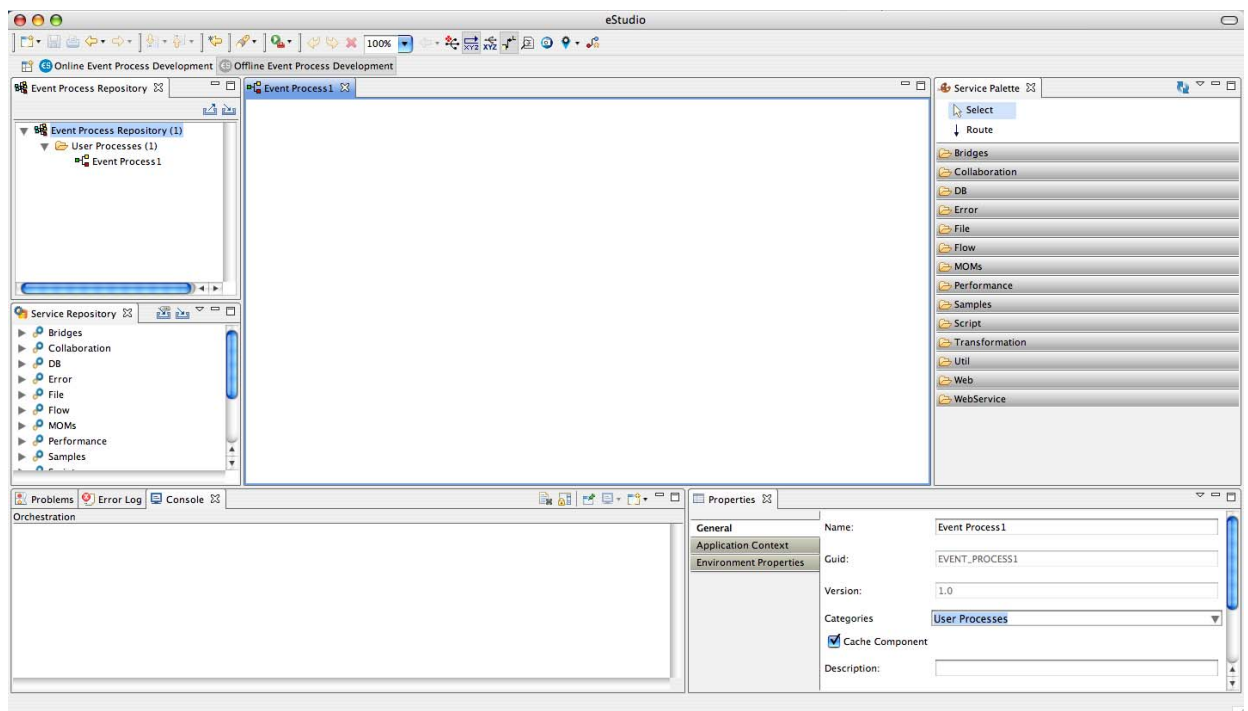 eStudio
100%
Online Event Process Development Offline Event Process Development
Event Process Repository
Event Process Repository (1)
User Processes (1)
Event Process1
Service Repository
Bridges
Collaboration
DB
Error
File
Flow
MOMs
Performance
Samples
Event Process1
Service Palette
Select
Route
Bridges
Collaboration
DB
Error
File
Flow
MOMs
Performance
Samples
Script
Transformation
Util
Web
WebService
Problems Error Log Console
Orchestration
Properties
General
Application Context
Environment Properties
Name: Event Process1
Guid: EVENT_PROCESS1
Version: 1.0
Categories User Processes
Cache Component
Description: